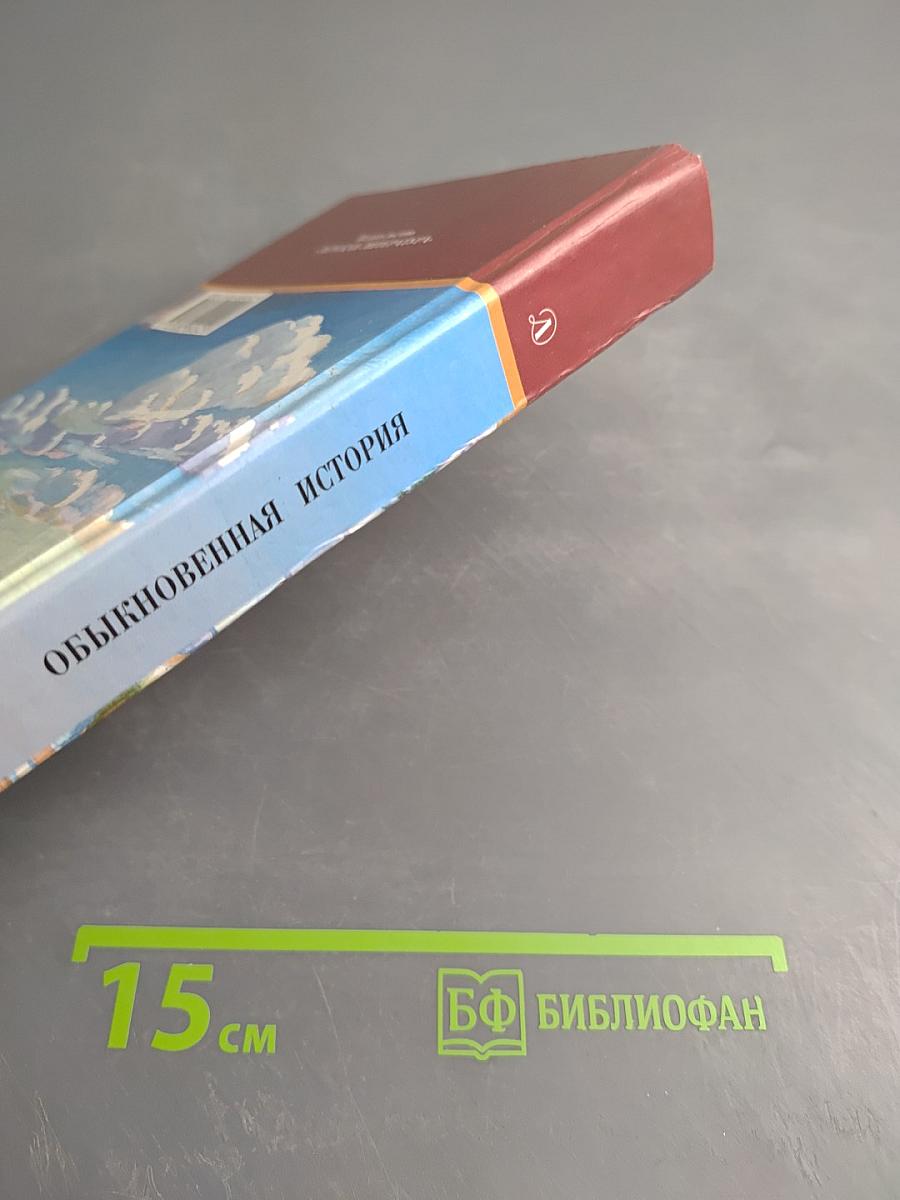 ОБЫКНОВЕННАЯ ИСТОРИЯ
15 см
БФ БИБЛИОФАН